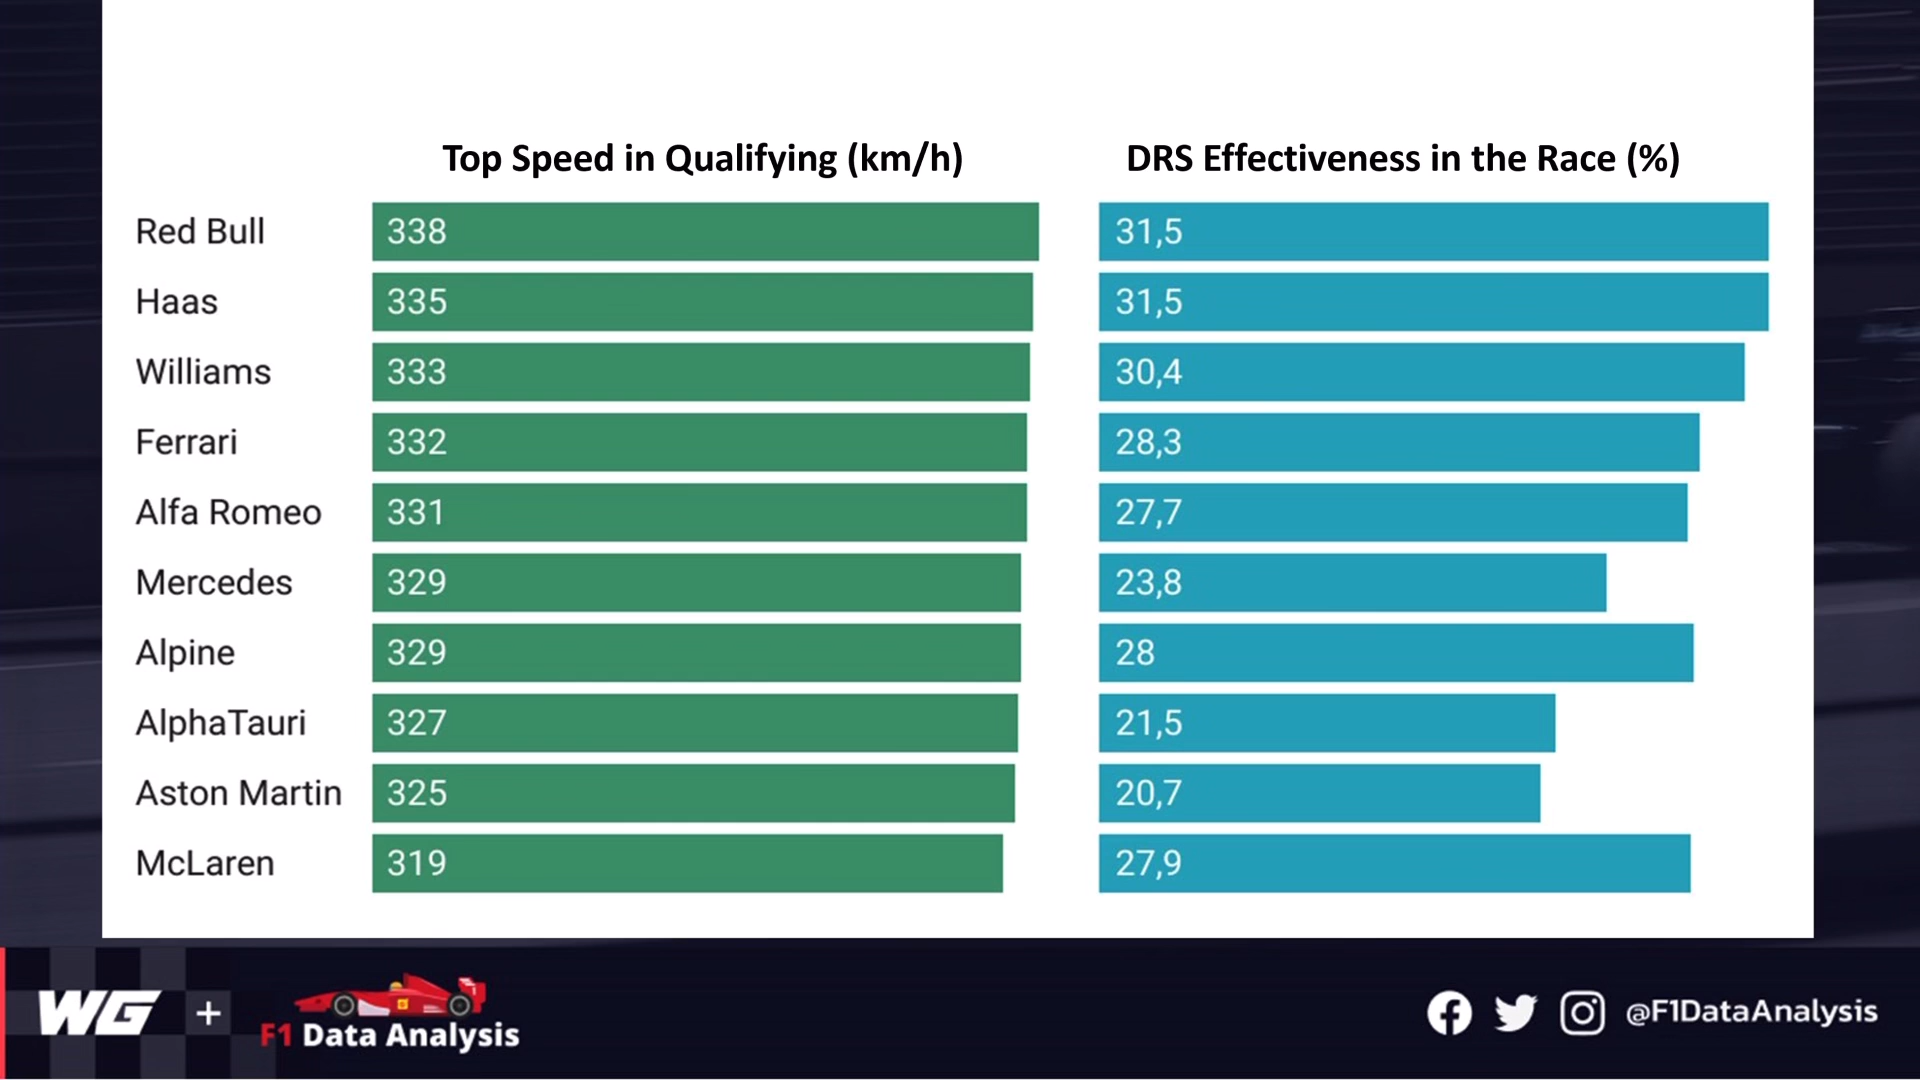 Top Speed in Qualifying (km/h) DRS Effectiveness in the Race (%)
Red Bull 338 31,5
Haas 335 31,5
Williams 333 30,4
Ferrari 332 28,3
Alfa Romeo 331 27,7
Mercedes 329 23,8
Alpine 329 28
AlphaTauri 327 21,5
Aston Martin 325 20,7
McLaren 319 27,9
WG + F1 Data Analysis @F1DataAnalysis